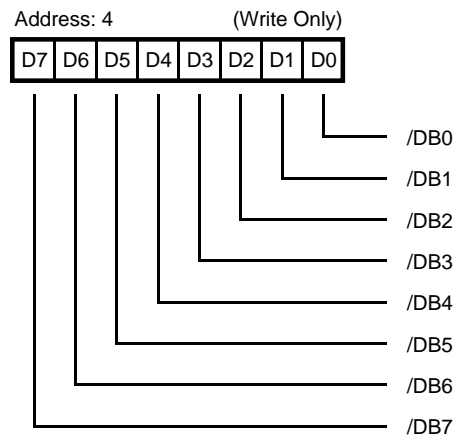 Address: 4 (Write Only)
D7 D6 D5 D4 D3 D2 D1 D0
/DB0
/DB1
/DB2
/DB3
/DB4
/DB5
/DB6
/DB7